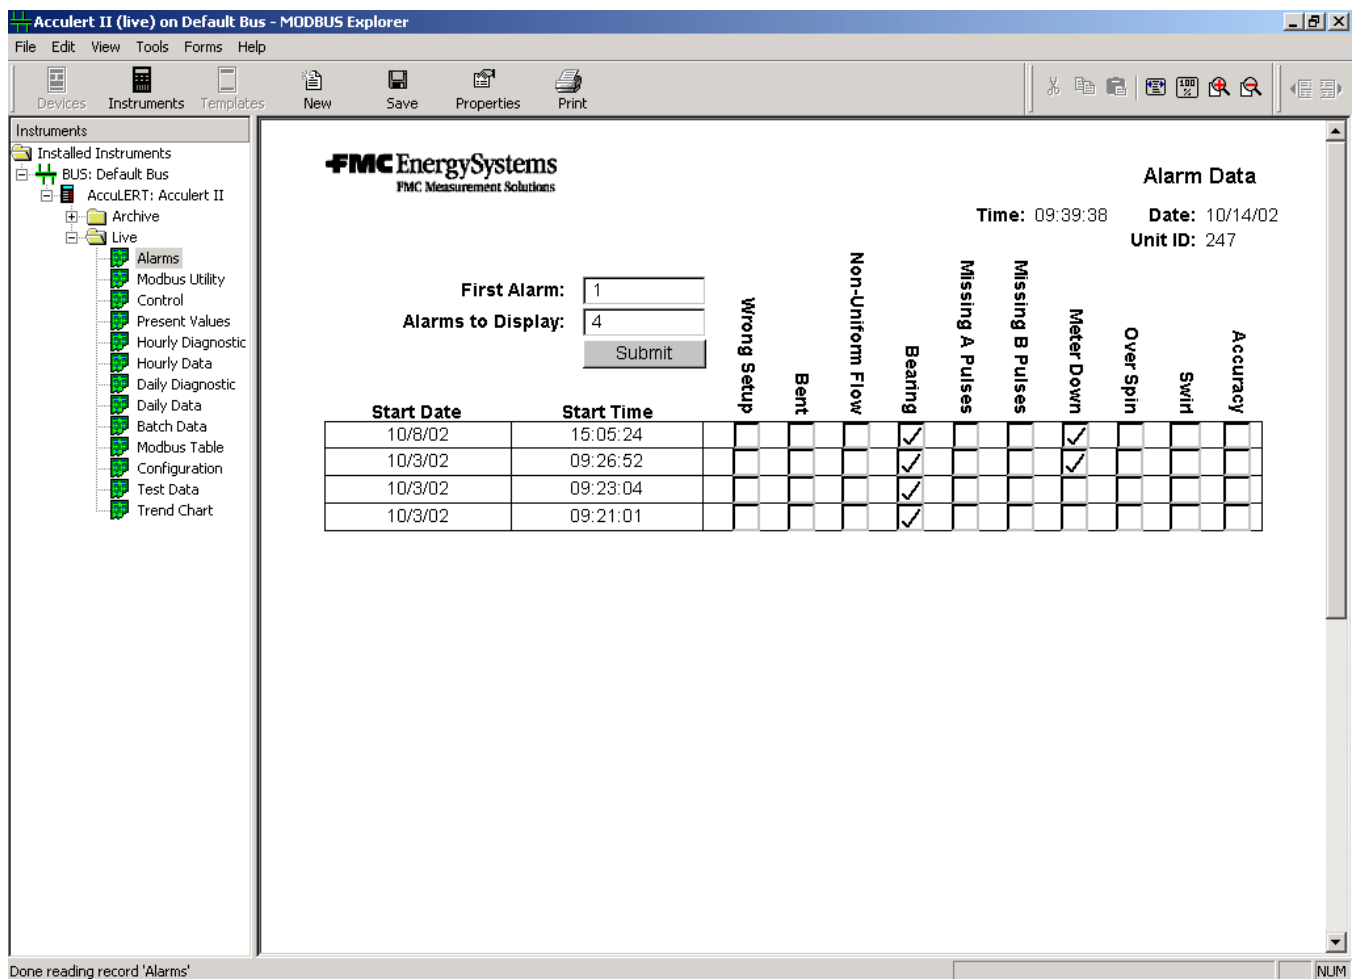 Acculert II (live) on Default Bus - MODBUS Explorer
File Edit View Tools Forms Help
Devices Instruments Templates New Save Properties Print
100 %
Instruments
Installed Instruments
BUS: Default Bus
AccuLERT: Acculert II
Archive
Live
Alarms
Modbus Utility
Control
Present Values
Hourly Diagnostic
Hourly Data
Daily Diagnostic
Daily Data
Batch Data
Modbus Table
Configuration
Test Data
Trend Chart
FMC EnergySystems
FMC Measurement Solutions
Alarm Data
Time: 09:39:38 Date: 10/14/02
Unit ID: 247
First Alarm: 1
Alarms to Display: 4
Submit
Start Date Start Time Wrong Setup Bent Non-Uniform Flow Bearing Missing A Pulses Missing B Pulses Meter Down Over Spin Swirl Accuracy
10/8/02 15:05:24
10/3/02 09:26:52
10/3/02 09:23:04
10/3/02 09:21:01
Done reading record 'Alarms' NUM